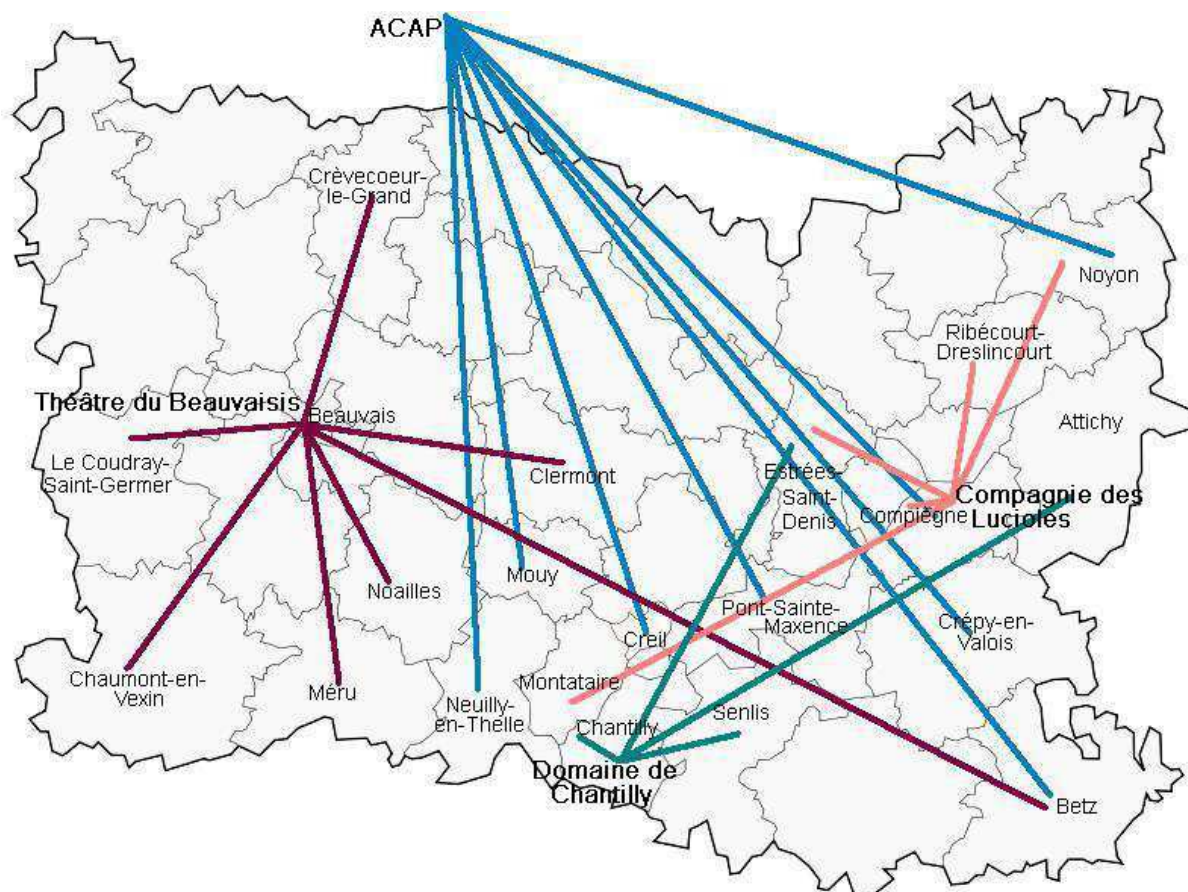 ACAP
Crèvecoeur-
le-Grand
Noyon
Ribécourt-
Dreslincourt
Théâtre du Beauvaisis
Beauvais
Attichy
Le Coudray-
Saint-Germer
Clermont
Estrées-
Saint-
Denis
Compagnie des
Lucioles
Compiègne
Mouy
Noailles
Pont-Sainte-
Maxence
Creil
Crépy-en-
Valois
Chaumont-en-
Vexin
Méru
Neuilly-
en-Thelle
Montataire
Chantilly
Senlis
Domaine de
Chantilly
Betz